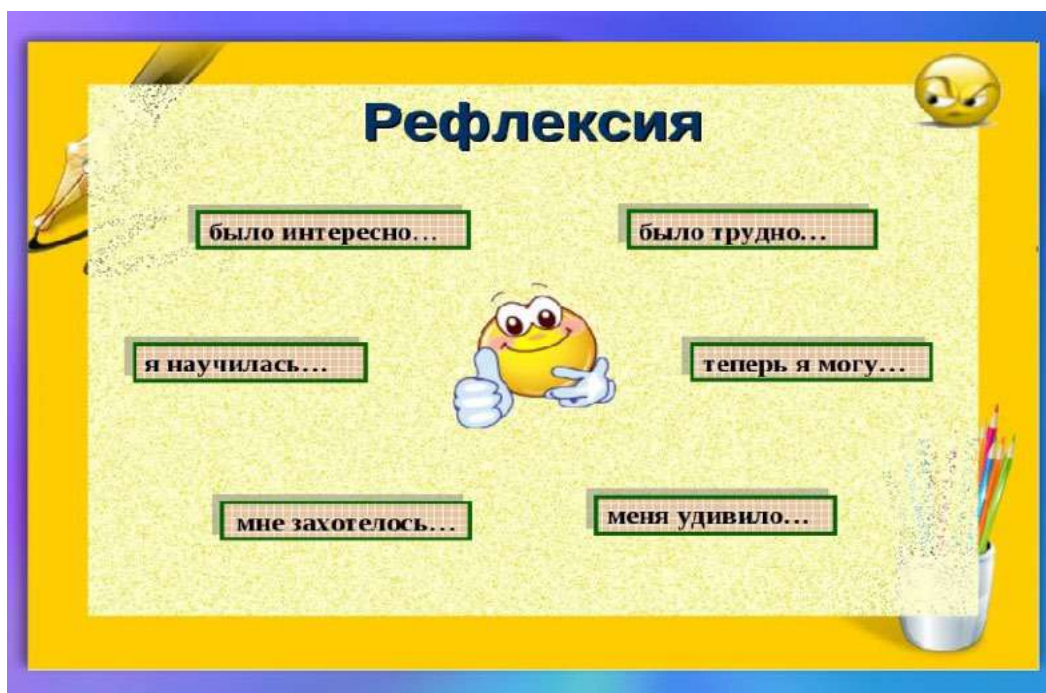 Рефлексия
было интересно…
было трудно…
я научилась…
теперь я могу…
мне захотелось…
меня удивило…